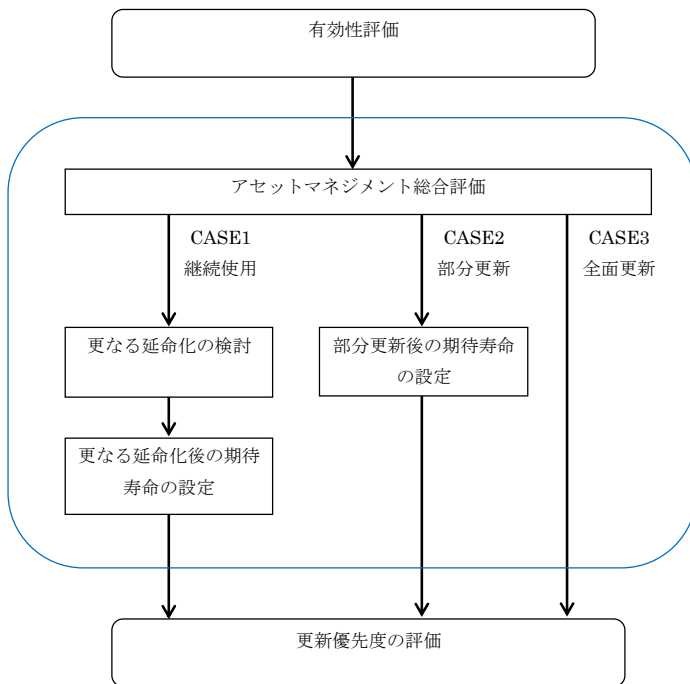 有効性評価
アセットマネジメント総合評価
CASE1
継続使用
CASE2
部分更新
CASE3
全面更新
更なる延命化の検討
部分更新後の期待寿命
の設定
更なる延命化後の期待
寿命の設定
更新優先度の評価